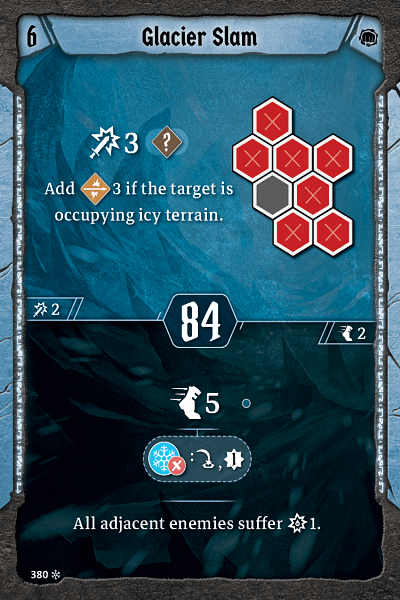 6 Glacier Slam
3 ?
Add 3 if the target is
occupying icy terrain.
2
84
2
5
: ,
All adjacent enemies suffer 1.
380